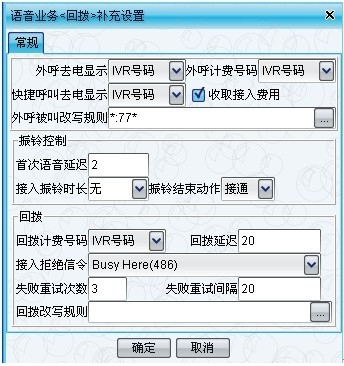 语音业务<回拨>补充设置
常规
外呼去电显示 IVR号码 外呼计费号码 IVR号码
快捷呼叫去电显示 IVR号码 收取接入费用
外呼被叫改写规则 *:77* ...
振铃控制
首次语音延迟 2
接入振铃时长 无 振铃结束动作 接通
回拨
回拨计费号码 IVR号码 回拨延迟 20
接入拒绝信令 Busy Here(486)
失败重试次数 3 失败重试间隔 20
回拨改写规则 ...
确定 取消